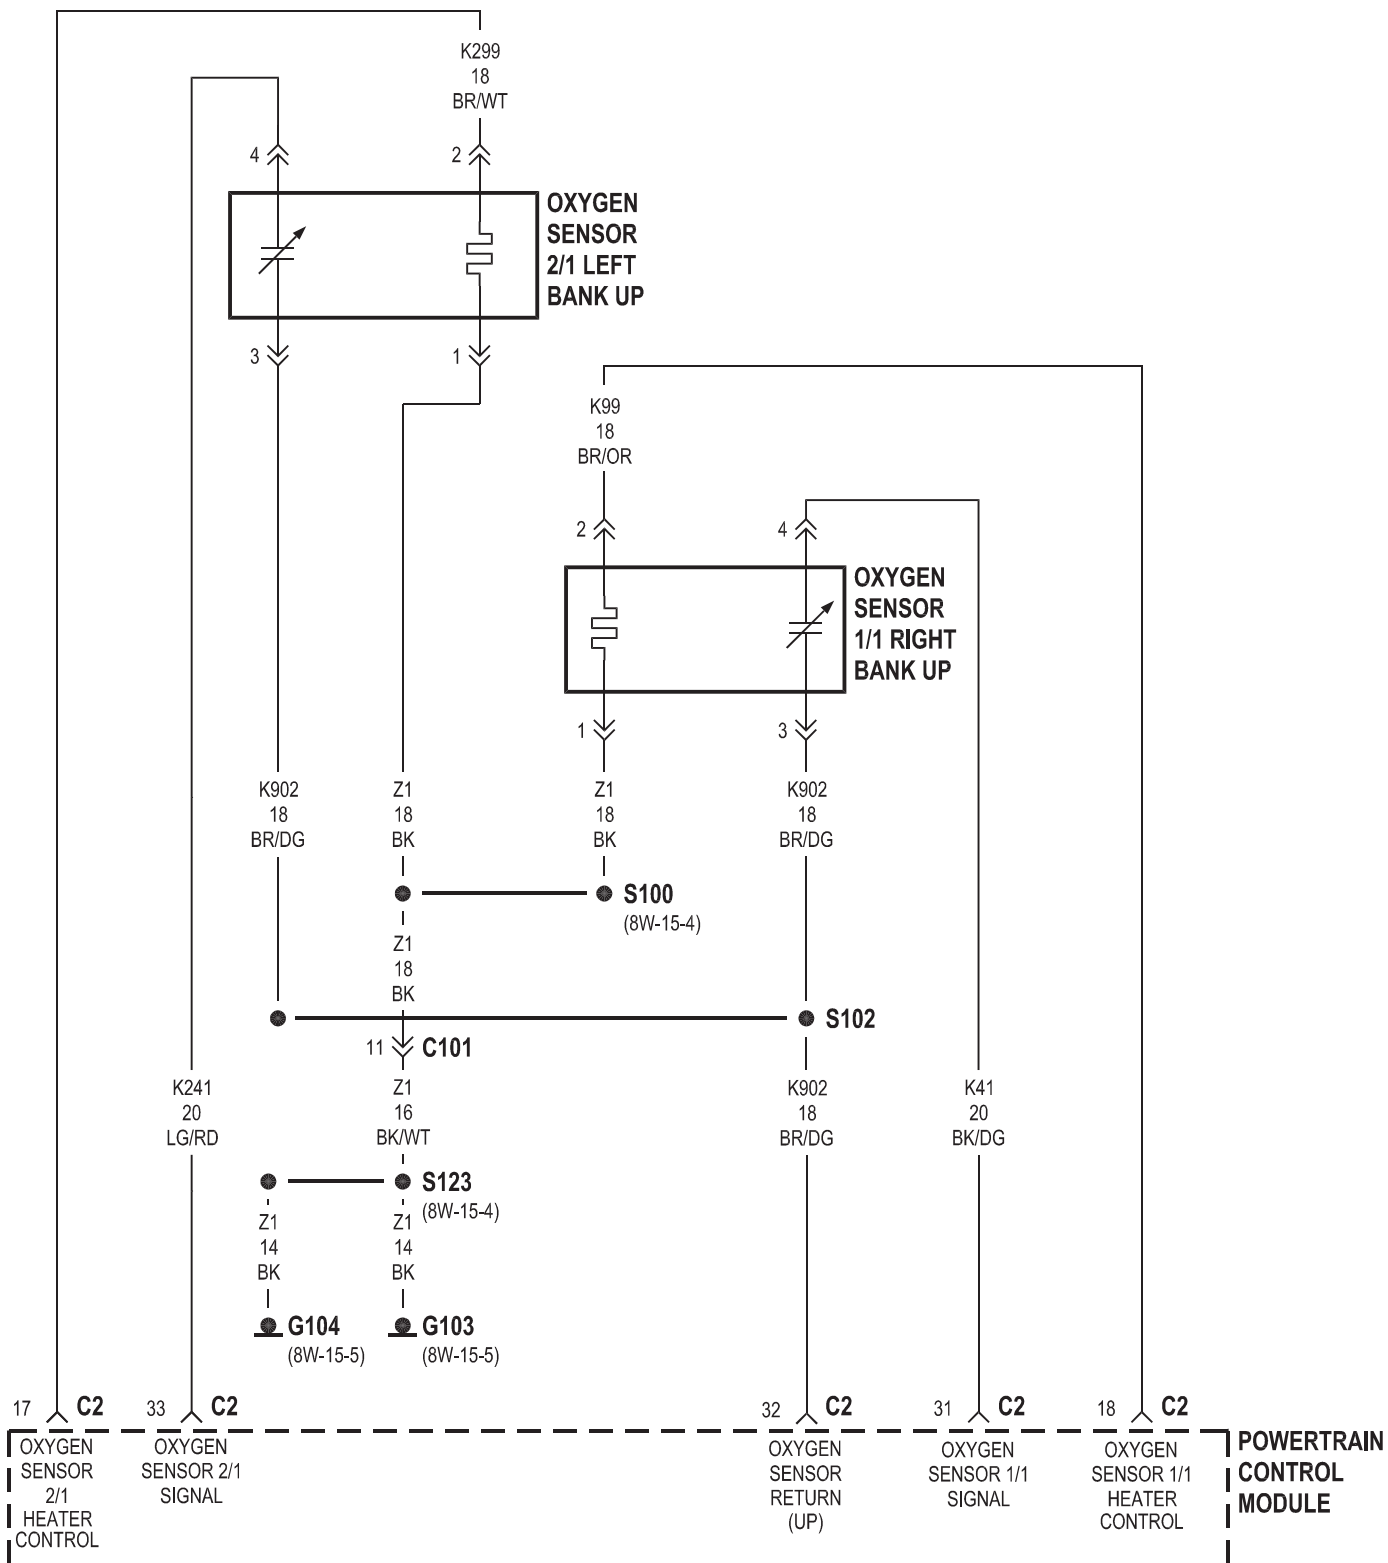 K299
18
BR/WT
4
2
OXYGEN
SENSOR
2/1 LEFT
BANK UP
3
1
K99
18
BR/OR
2
4
OXYGEN
SENSOR
1/1 RIGHT
BANK UP
1
3
K902
18
BR/DG
Z1
18
BK
Z1
18
BK
K902
18
BR/DG
S100
(8W-15-4)
Z1
18
BK
S102
11 C101
K241
20
LG/RD
Z1
16
BK/WT
K902
18
BR/DG
K41
20
BK/DG
S123
(8W-15-4)
Z1
14
BK
Z1
14
BK
G104
(8W-15-5)
G103
(8W-15-5)
17 C2
33 C2
32 C2
31 C2
18 C2
OXYGEN
SENSOR
2/1
HEATER
CONTROL
OXYGEN
SENSOR 2/1
SIGNAL
OXYGEN
SENSOR
RETURN
(UP)
OXYGEN
SENSOR 1/1
SIGNAL
OXYGEN
SENSOR 1/1
HEATER
CONTROL
POWERTRAIN
CONTROL
MODULE